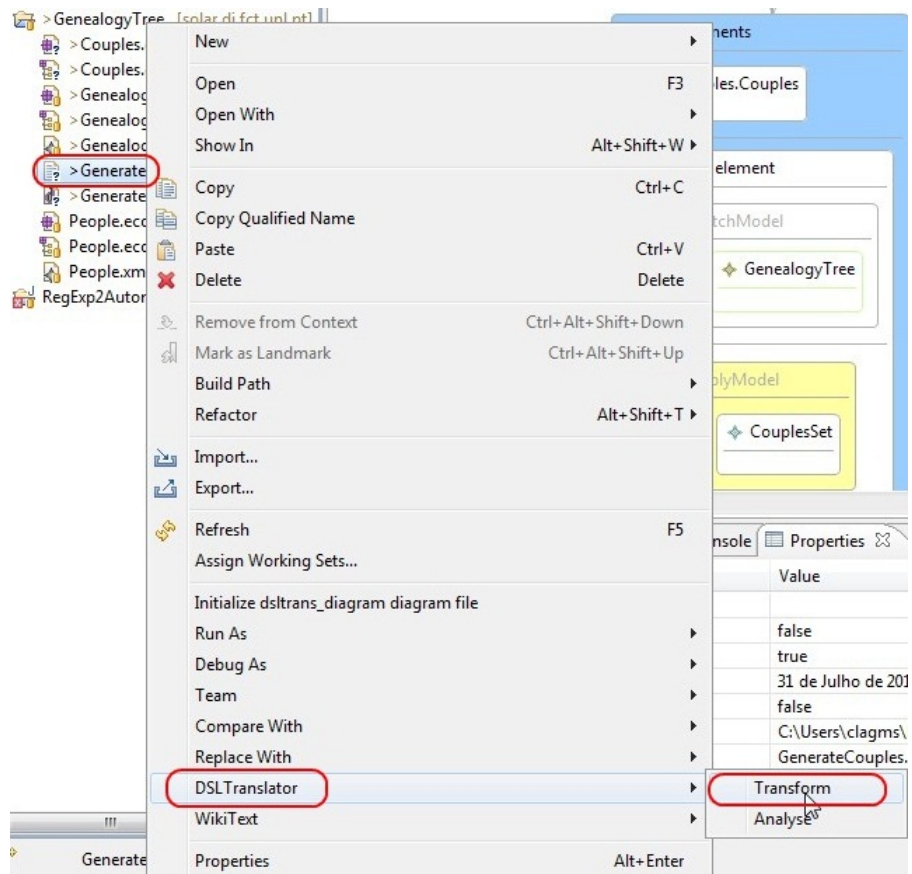 >GenealogyTree [solar.di.fct.unl.pt]
>Couples.
>Couples.
>Genealog
>Genealog
>Genealog
>Generate
>Generate
People.eco
People.eco
People.xm
RegExp2Autor
New
Open F3
Open With
Show In Alt+Shift+W
Copy Ctrl+C
Copy Qualified Name
Paste Ctrl+V
Delete Delete
Remove from Context Ctrl+Alt+Shift+Down
Mark as Landmark Ctrl+Alt+Shift+Up
Build Path
Refactor Alt+Shift+T
Import...
Export...
Refresh F5
Assign Working Sets...
Initialize dsltrans_diagram diagram file
Run As
Debug As
Team
Compare With
Replace With
DSLTranslator
WikiText
Properties Alt+Enter
Transform
Analyse
ments
les.Couples
element
tchModel
GenealogyTree
plyModel
CouplesSet
nsole Properties
Value
false
true
31 de Julho de 201
false
C:\Users\clagms\
GenerateCouples.
Generate